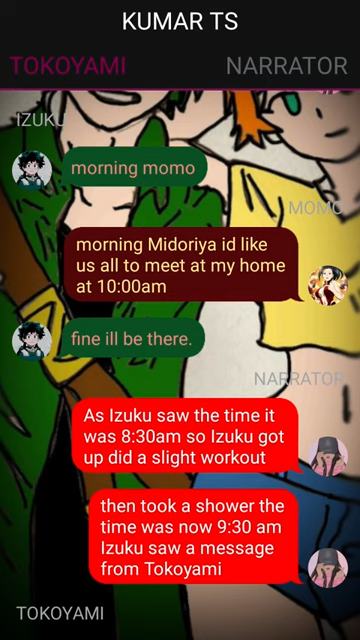 KUMAR TS
TOKOYAMI
NARRATOR
IZUKU
morning momo
MOMO
morning Midoriya id like
us all to meet at my home
at 10:00am
fine ill be there.
NARRATOR
As Izuku saw the time it
was 8:30am so Izuku got
up did a slight workout
then took a shower the
time was now 9:30 am
Izuku saw a message
from Tokoyami
TOKOYAMI